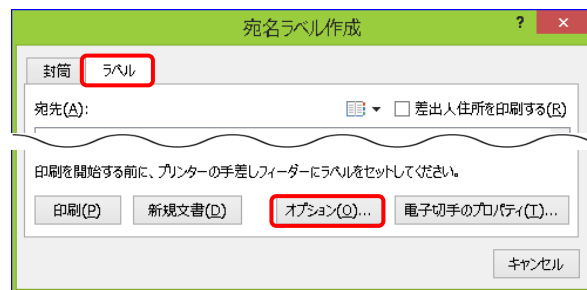 宛名ラベル作成
? ×
封筒 ラベル
宛先(A): 差出人住所を印刷する(R)
印刷を開始する前に、プリンターの手差しフィーダーにラベルをセットしてください。
印刷(P) 新規文書(D) オプション(O)... 電子切手のプロパティ(I)...
キャンセル